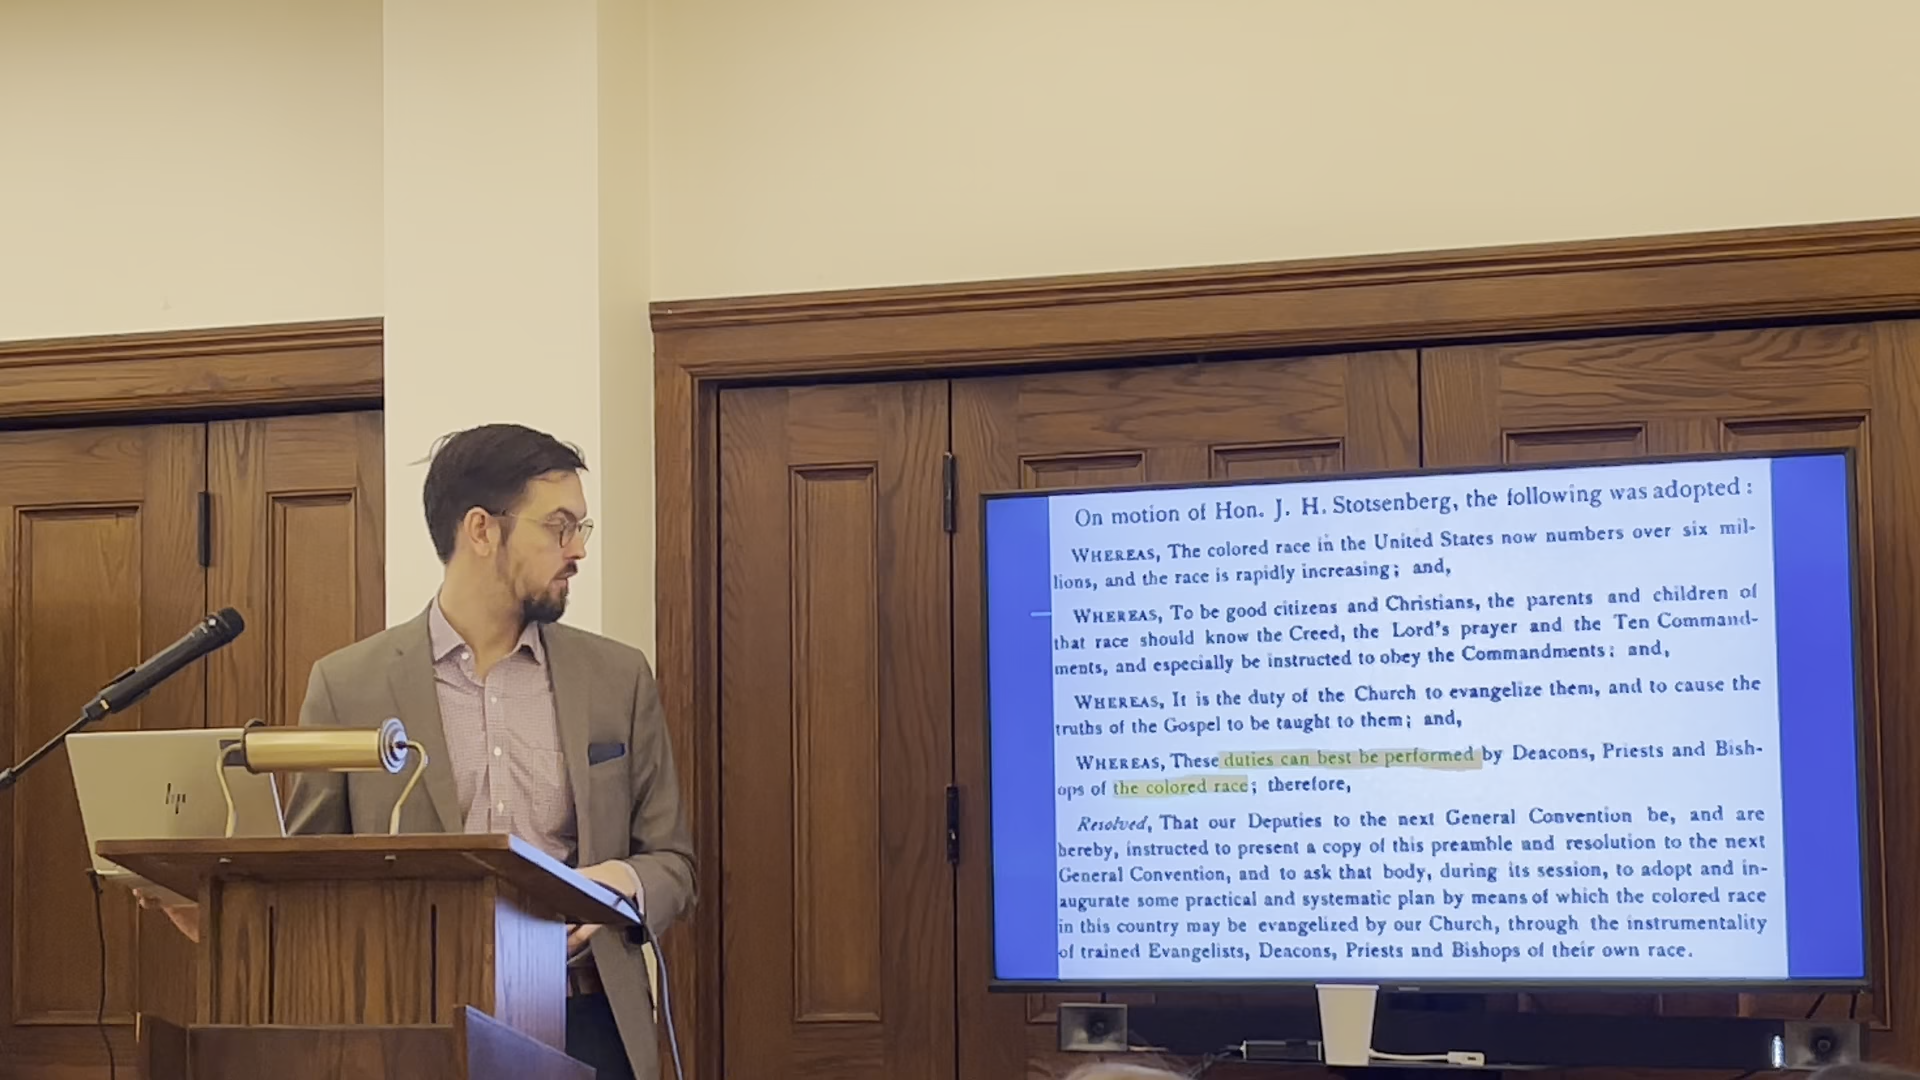 On motion of Hon. J. H. Stotsenberg, the following was adopted:
WHEREAS, The colored race in the United States now numbers over six mil-
lions, and the race is rapidly increasing; and,
WHEREAS, To be good citizens and Christians, the parents and children of
that race should know the Creed, the Lord's prayer and the Ten Command-
ments, and especially be instructed to obey the Commandments; and,
WHEREAS, It is the duty of the Church to evangelize them, and to cause the
truths of the Gospel to be taught to them; and,
WHEREAS, These duties can best be performed by Deacons, Priests and Bish-
ops of the colored race; therefore,
Resolved, That our Deputies to the next General Convention be, and are
hereby, instructed to present a copy of this preamble and resolution to the next
General Convention, and to ask that body, during its session, to adopt and in-
augurate some practical and systematic plan by means of which the colored race
in this country may be evangelized by our Church, through the instrumentality
of trained Evangelists, Deacons, Priests and Bishops of their own race.
hp